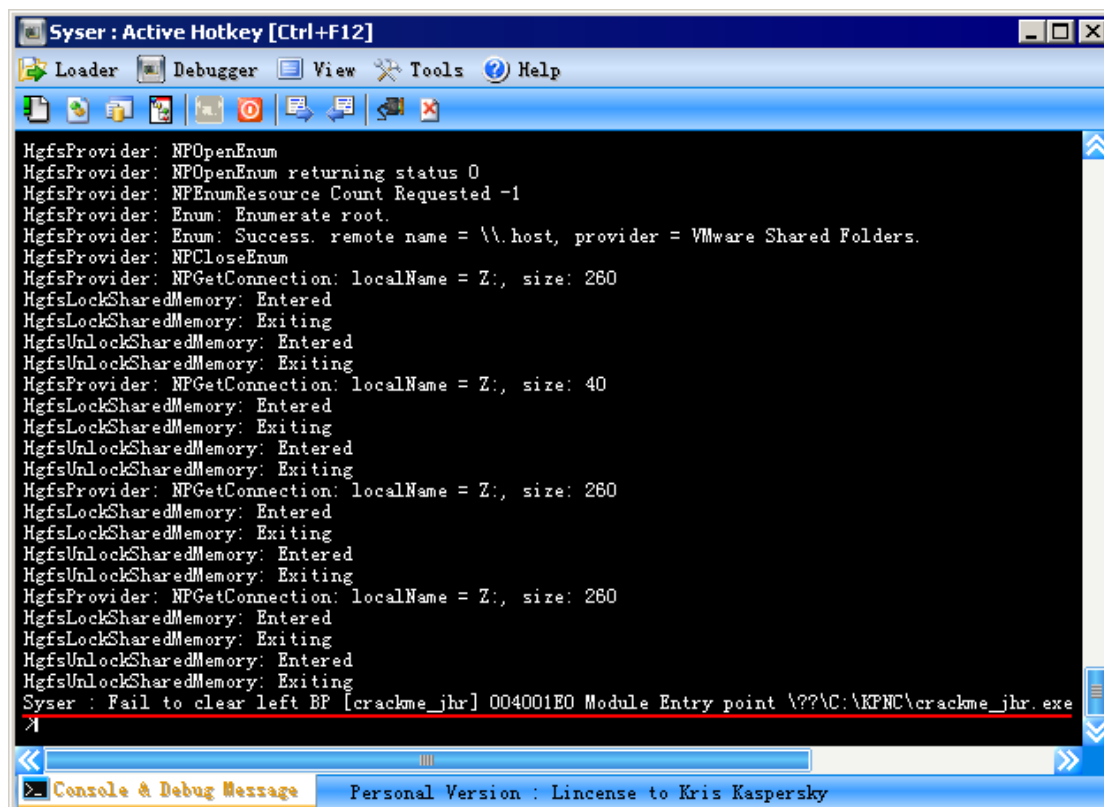 Syser : Active Hotkey [Ctrl+F12]
Loader Debugger View Tools Help
HgfsProvider: NPOpenEnum
HgfsProvider: NPOpenEnum returning status 0
HgfsProvider: NPEnumResource Count Requested -1
HgfsProvider: Enum: Enumerate root.
HgfsProvider: Enum: Success. remote name = \\.host, provider = VMware Shared Folders.
HgfsProvider: NPCloseEnum
HgfsProvider: NPGetConnection: localName = Z:, size: 260
HgfsLockSharedMemory: Entered
HgfsLockSharedMemory: Exiting
HgfsUnlockSharedMemory: Entered
HgfsUnlockSharedMemory: Exiting
HgfsProvider: NPGetConnection: localName = Z:, size: 40
HgfsLockSharedMemory: Entered
HgfsLockSharedMemory: Exiting
HgfsUnlockSharedMemory: Entered
HgfsUnlockSharedMemory: Exiting
HgfsProvider: NPGetConnection: localName = Z:, size: 260
HgfsLockSharedMemory: Entered
HgfsLockSharedMemory: Exiting
HgfsUnlockSharedMemory: Entered
HgfsUnlockSharedMemory: Exiting
HgfsProvider: NPGetConnection: localName = Z:, size: 260
HgfsLockSharedMemory: Entered
HgfsLockSharedMemory: Exiting
HgfsUnlockSharedMemory: Entered
HgfsUnlockSharedMemory: Exiting
Syser : Fail to clear left BP [crackme_jhr] 004001E0 Module Entry point \??\C:\KPNC\crackme_jhr.exe
>
Console & Debug Message Personal Version : Lincense to Kris Kaspersky